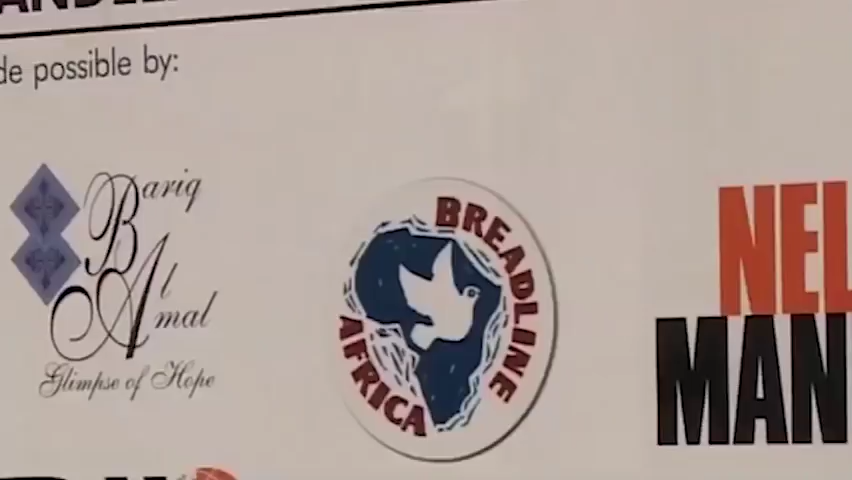 de possible by:
Bariq
Al
Amal
Glimpse of Hope
BREADLINE
AFRICA
NEL
MAN